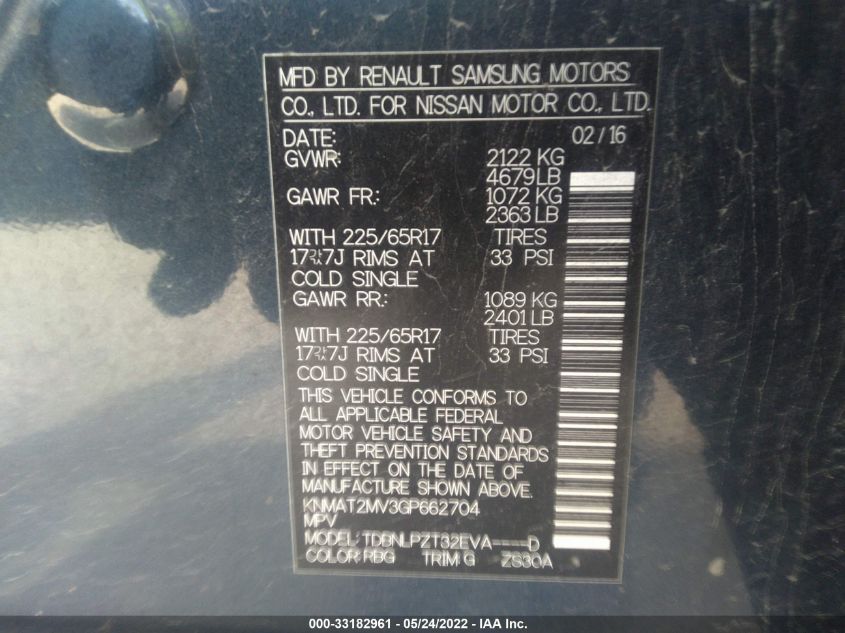 MFD BY RENAULT SAMSUNG MOTORS
CO., LTD. FOR NISSAN MOTOR CO., LTD.
DATE: 02/16
GVWR: 2122 KG
4679LB
GAWR FR.: 1072 KG
2363 LB
WITH 225/65R17 TIRES
17X7J RIMS AT 33 PSI
COLD SINGLE
GAWR RR.: 1089 KG
2401LB
WITH 225/65R17 TIRES
17X7J RIMS AT 33 PSI
COLD SINGLE
THIS VEHICLE CONFORMS TO
ALL APPLICABLE FEDERAL
MOTOR VEHICLE SAFETY AND
THEFT PREVENTION STANDARDS
IN EFFECT ON THE DATE OF
MANUFACTURE SHOWN ABOVE.
KNMAT2MV3GP662704
MPV
MODEL: TDBNLPZT32EVA----D
COLOR: RBG TRIM: G ZS30A
000-33182961 - 05/24/2022 - IAA Inc.